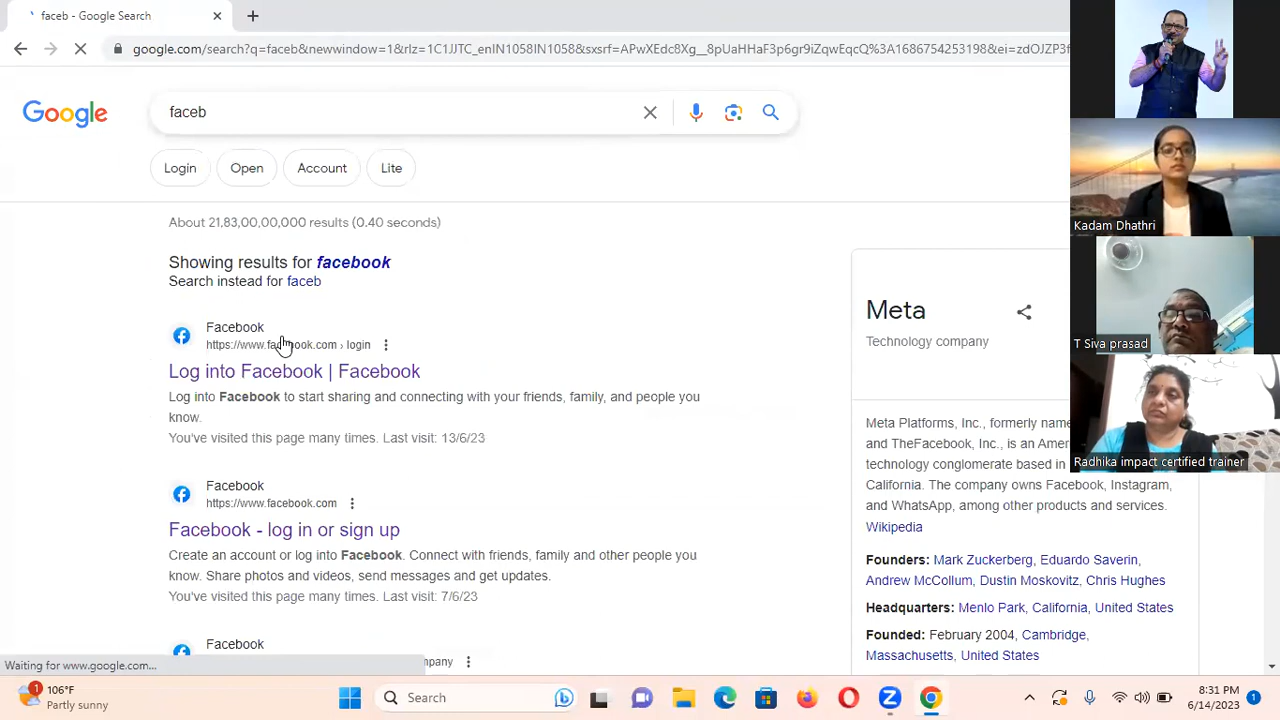 faceb - Google Search
google.com/search?q=faceb&newwindow=1&rlz=1C1JJTC_enIN1058IN1058&sxsrf=APwXEdc8Xg__8pUaHHaF3p6gr9iZqwEqcQ%3A1686754253198&ei=zdOJZP3f
Google
faceb
Login
Open
Account
Lite
About 21,83,00,00,000 results (0.40 seconds)
Showing results for facebook
Search instead for faceb
Facebook
https://www.facebook.com › login
Log into Facebook | Facebook
Log into Facebook to start sharing and connecting with your friends, family, and people you
know.
You've visited this page many times. Last visit: 13/6/23
Facebook
https://www.facebook.com
Facebook - log in or sign up
Create an account or log into Facebook. Connect with friends, family and other people you
know. Share photos and videos, send messages and get updates.
You've visited this page many times. Last visit: 7/6/23
Facebook
mpany
Meta
Technology company
Meta Platforms, Inc., formerly name
and TheFacebook, Inc., is an Amer
technology conglomerate based in
California. The company owns Facebook, Instagram,
and WhatsApp, among other products and services.
Wikipedia
Founders: Mark Zuckerberg, Eduardo Saverin,
Andrew McCollum, Dustin Moskovitz, Chris Hughes
Headquarters: Menlo Park, California, United States
Founded: February 2004, Cambridge,
Massachusetts, United States
Kadam Dhathri
T Siva prasad
Radhika impact certified trainer
Waiting for www.google.com...
1
106°F
Partly sunny
Search
8:31 PM
6/14/2023
1